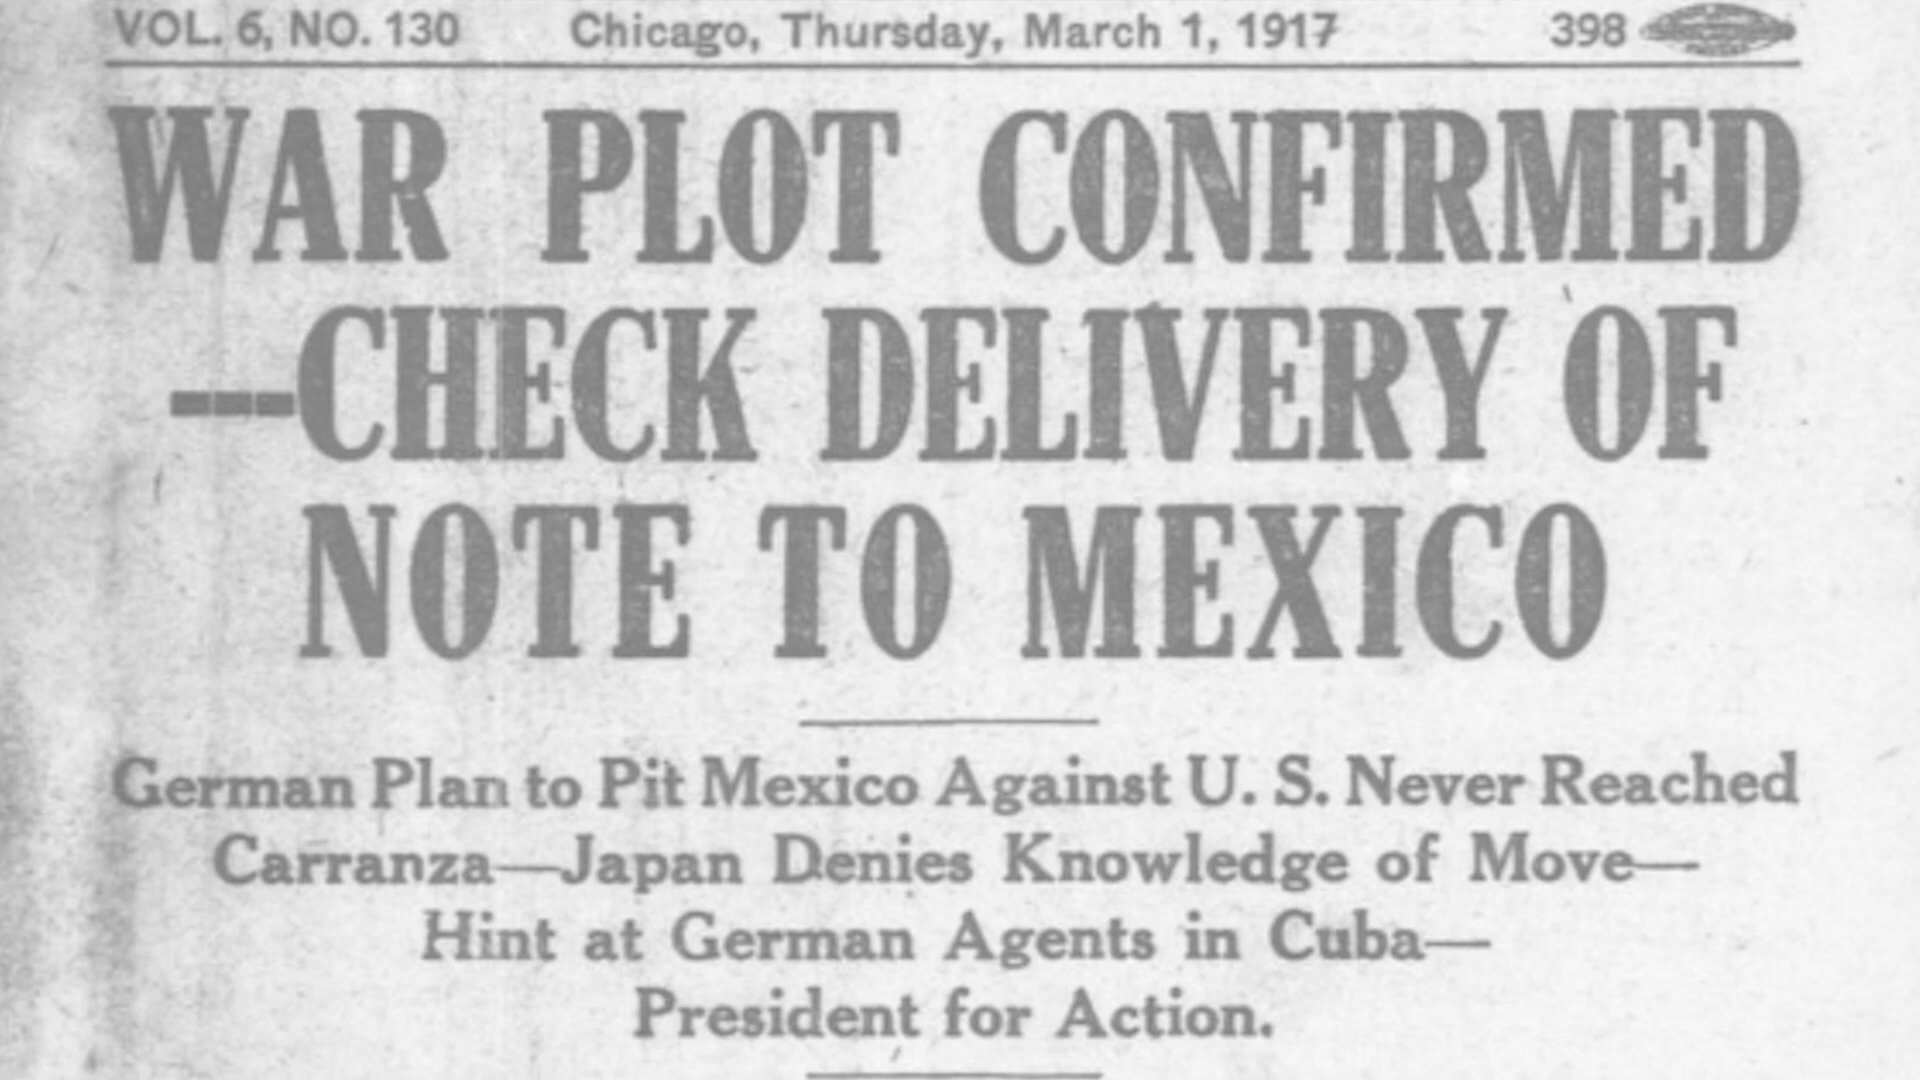 VOL. 6, NO. 130 Chicago, Thursday, March 1, 1917 398
WAR PLOT CONFIRMED
---CHECK DELIVERY OF
NOTE TO MEXICO
German Plan to Pit Mexico Against U. S. Never Reached
Carranza—Japan Denies Knowledge of Move—
Hint at German Agents in Cuba—
President for Action.